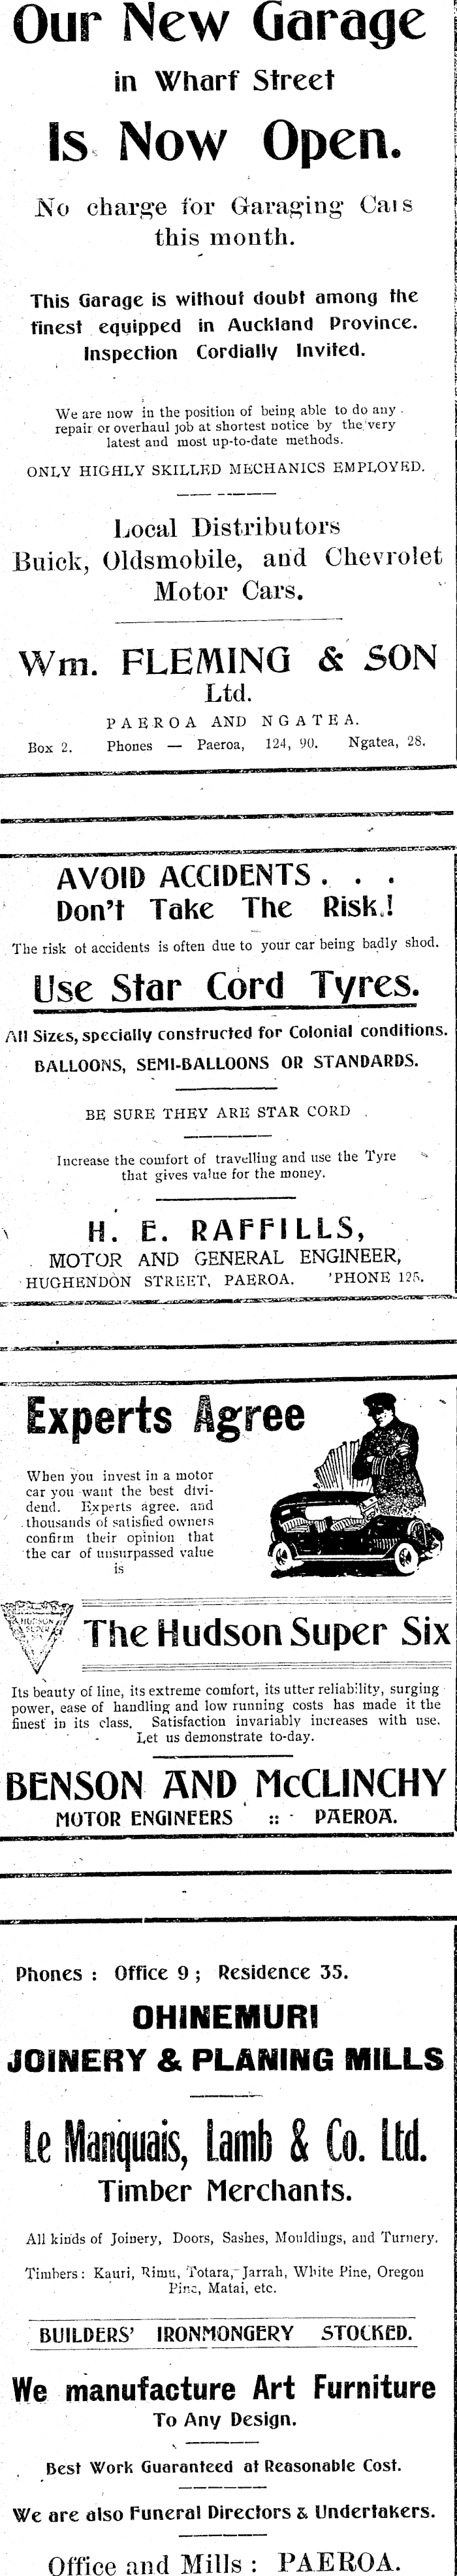 Our New Garage
in Wharf Street
Is Now Open.
No charge for Garaging Cars
this month.
This Garage is without doubt among the
finest equipped in Auckland Province.
Inspection Cordially Invited.
We are now in the position of being able to do any
repair or overhaul job at shortest notice by the very
latest and most up-to-date methods.
ONLY HIGHLY SKILLED MECHANICS EMPLOYED.
Local Distributors
Buick, Oldsmobile, and Chevrolet
Motor Cars.
Wm. FLEMING & SON
Ltd.
PAEROA AND NGATEA.
Box 2. Phones — Paeroa, 124, 90. Ngatea, 28.
AVOID ACCIDENTS . . .
Don't Take The Risk!
The risk of accidents is often due to your car being badly shod.
Use Star Cord Tyres.
All Sizes, specially constructed for Colonial conditions.
BALLOONS, SEMI-BALLOONS OR STANDARDS.
BE SURE THEY ARE STAR CORD
Increase the comfort of travelling and use the Tyre
that gives value for the money.
H. E. RAFFILLS,
MOTOR AND GENERAL ENGINEER,
HUGHENDON STREET, PAEROA. 'PHONE 125.
Experts Agree
When you invest in a motor
car you want the best divi-
dend. Experts agree, and
thousands of satisfied owners
confirm their opinion that
the car of unsurpassed value
is
HUDSON
SUPER
SIX
The Hudson Super Six
Its beauty of line, its extreme comfort, its utter reliability, surging
power, ease of handling and low running costs has made it the
finest in its class. Satisfaction invariably increases with use.
Let us demonstrate to-day.
BENSON AND McCLINCHY
MOTOR ENGINEERS :: PAEROA.
Phones : Office 9 ; Residence 35.
OHINEMURI
JOINERY & PLANING MILLS
Le Manquais, Lamb & Co. Ltd.
Timber Merchants.
All kinds of Joinery, Doors, Sashes, Mouldings, and Turnery.
Timbers : Kauri, Rimu, Totara, Jarrah, White Pine, Oregon
Pine, Matai, etc.
BUILDERS' IRONMONGERY STOCKED.
We manufacture Art Furniture
To Any Design.
Best Work Guaranteed at Reasonable Cost.
We are also Funeral Directors & Undertakers.
Office and Mills : PAEROA.